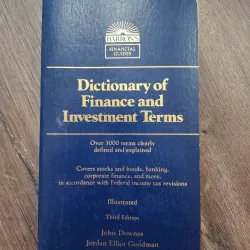 BARRON'S
FINANCIAL
GUIDES
Dictionary of
Finance and
Investment Terms
Over 3000 terms clearly
defined and explained
Covers stocks and bonds, banking,
corporate finance, and more,
in accordance with Federal income tax revisions
Illustrated
Third Edition
John Downes
Jordan Elliot Goodman